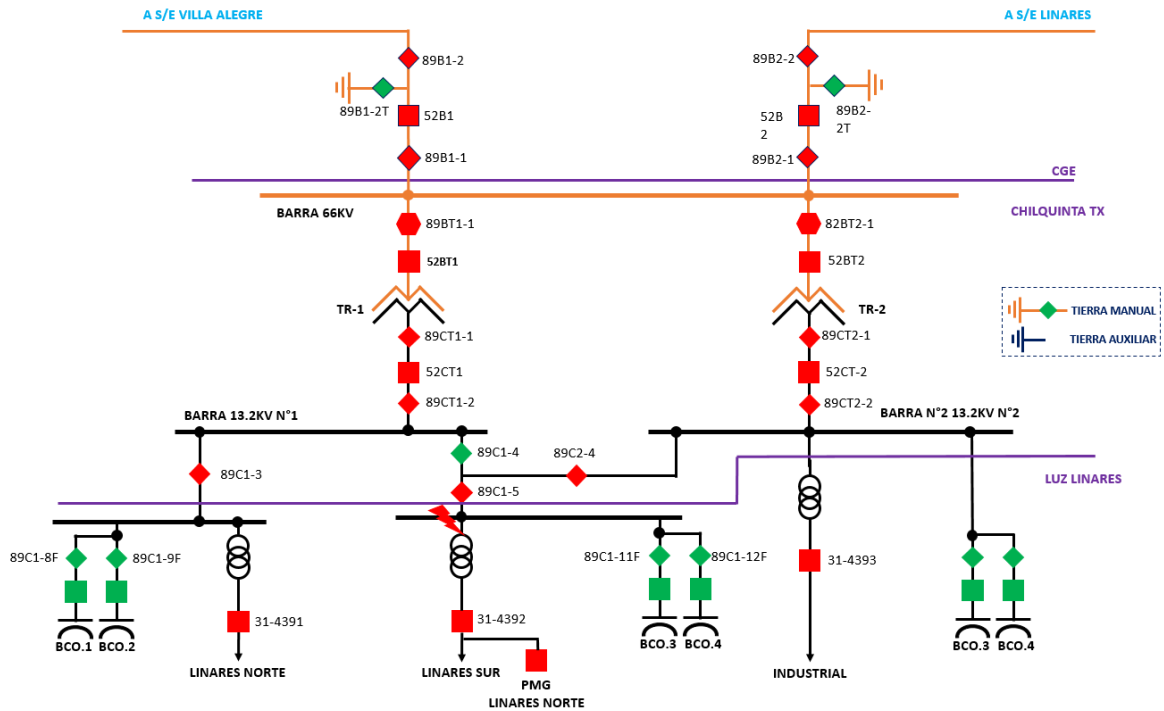 A S/E VILLA ALEGRE
A S/E LINARES
89B1-2
89B2-2
89B1-2T
52B1
52B
2
89B2-
2T
89B1-1
89B2-1
CGE
BARRA 66KV
CHILQUINTA TX
89BT1-1
82BT2-1
52BT1
52BT2
TR-1
TR-2
TIERRA MANUAL
TIERRA AUXILIAR
89CT1-1
89CT2-1
52CT1
52CT-2
89CT1-2
89CT2-2
BARRA 13.2KV N°1
BARRA N°2 13.2KV N°2
89C1-4
89C2-4
89C1-3
89C1-5
LUZ LINARES
89C1-8F
89C1-9F
89C1-11F
89C1-12F
31-4393
31-4391
31-4392
BCO.1
BCO.2
BCO.3
BCO.4
BCO.3
BCO.4
LINARES NORTE
LINARES SUR
INDUSTRIAL
PMG
LINARES NORTE